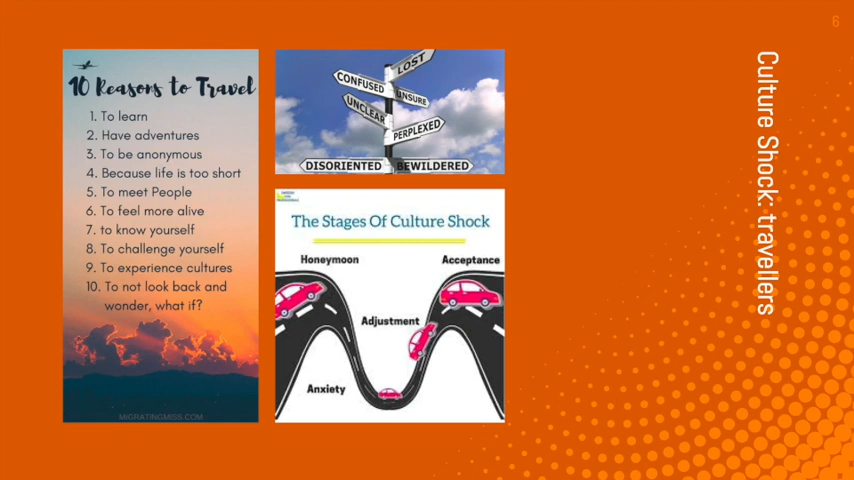 6
Culture Shock: travellers
10 Reasons to Travel
1. To learn
2. Have adventures
3. To be anonymous
4. Because life is too short
5. To meet People
6. To feel more alive
7. to know yourself
8. To challenge yourself
9. To experience cultures
10. To not look back and
wonder, what if?
MIGRATINGMISS.COM
LOST
CONFUSED
UNSURE
UNCLEAR
PERPLEXED
DISORIENTED
BEWILDERED
The Stages Of Culture Shock
Honeymoon
Acceptance
Adjustment
Anxiety